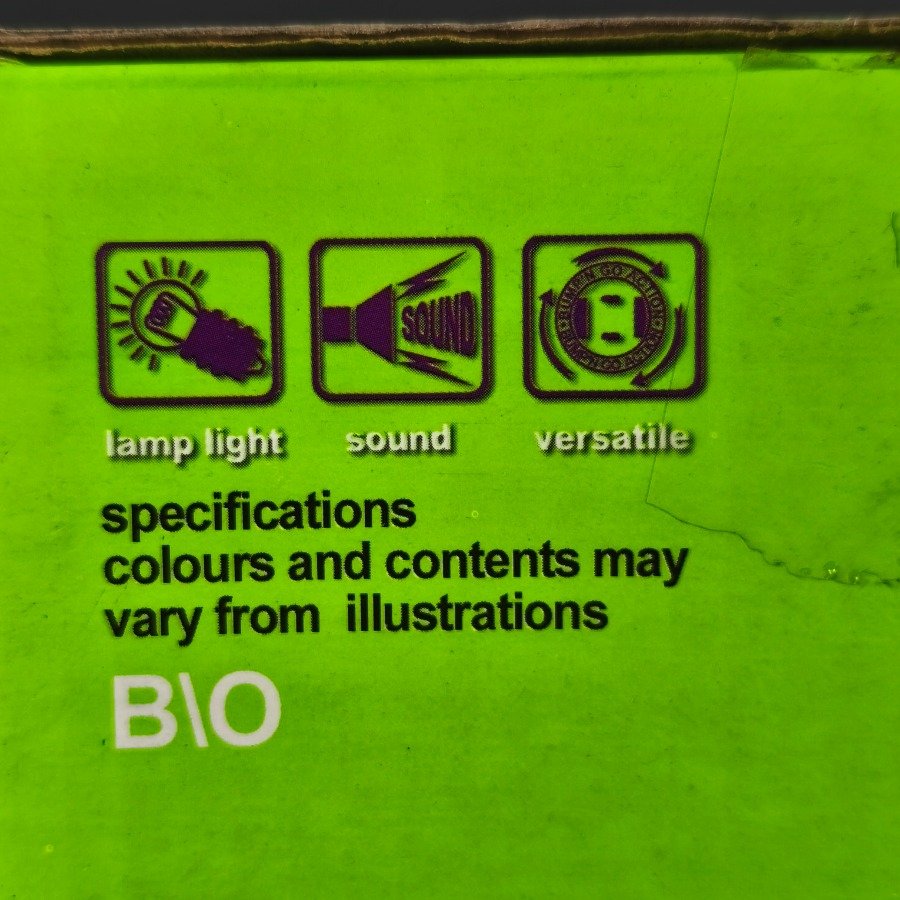 SOUND
lamp light sound versatile
specifications
colours and contents may
vary from illustrations
B\O